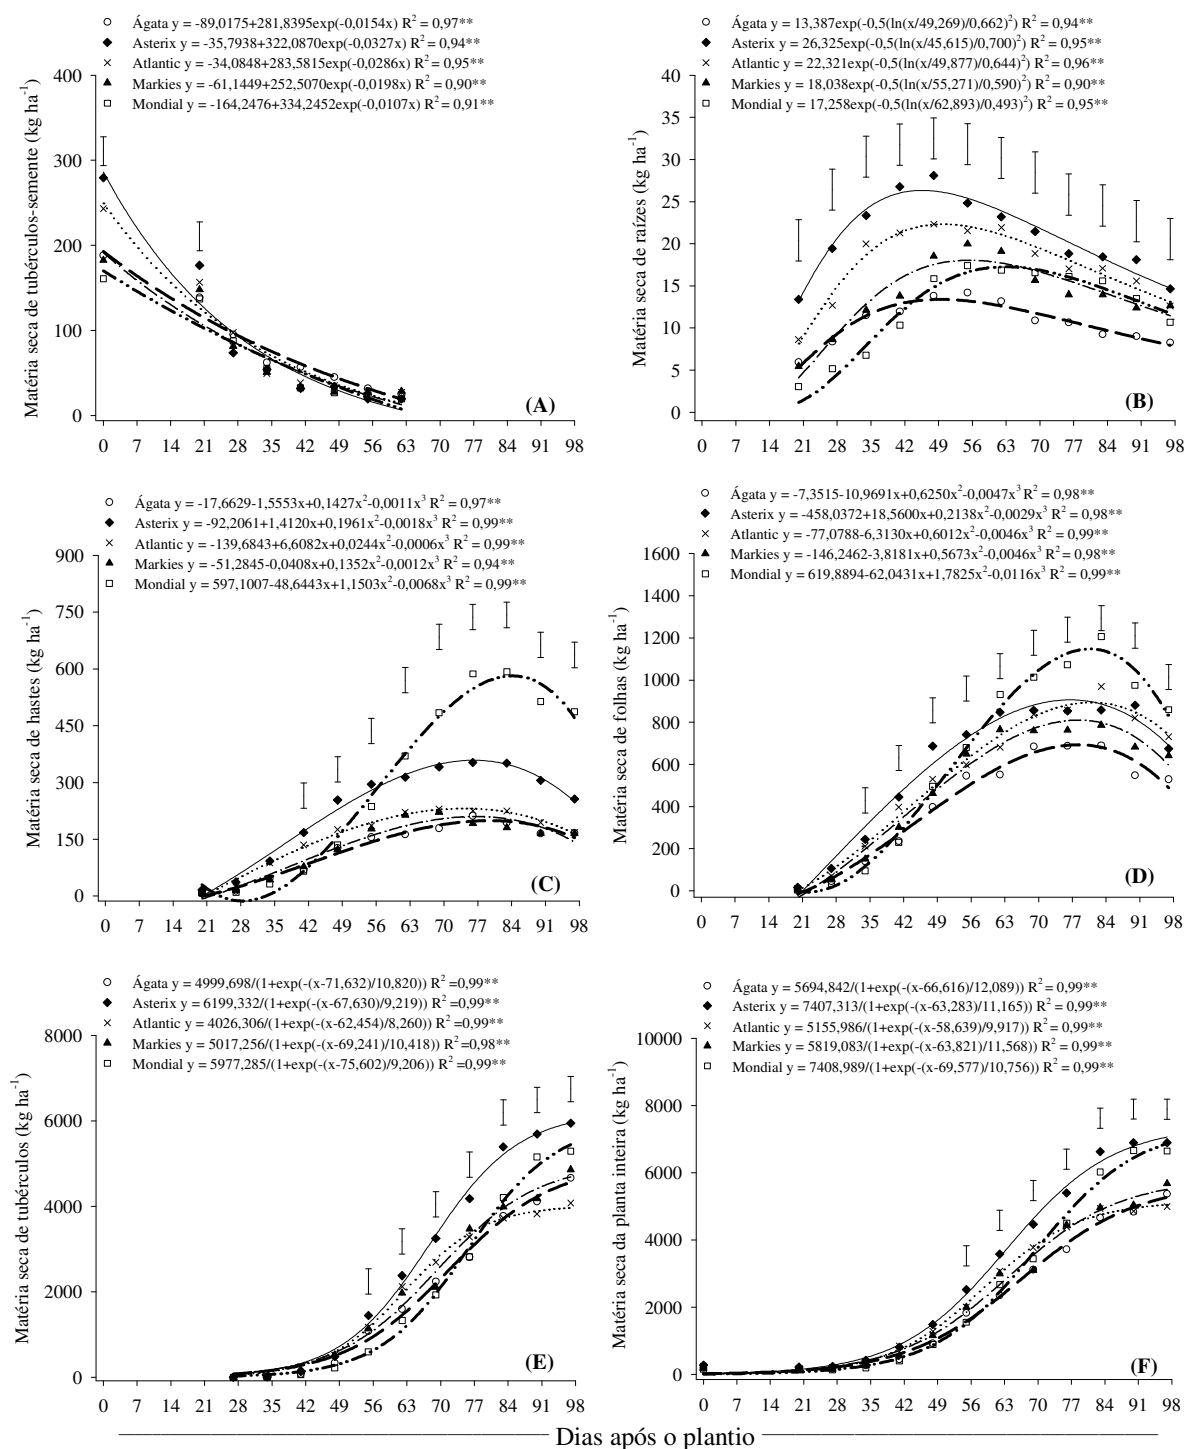 Ágata y = -89,0175+281,8395exp(-0,0154x) R² = 0,97**
Asterix y = -35,7938+322,0870exp(-0,0327x) R² = 0,94**
Atlantic y = -34,0848+283,5815exp(-0,0286x) R² = 0,95**
Markies y = -61,1449+252,5070exp(-0,0198x) R² = 0,90**
Mondial y = -164,2476+334,2452exp(-0,0107x) R² = 0,91**
Matéria seca de tubérculos-semente (kg ha⁻¹)
400
300
200
100
0
(A)
0 7 14 21 28 35 42 49 56 63 70 77 84 91 98
Ágata y = 13,387exp(-0,5(ln(x/49,269)/0,662)²) R² = 0,94**
Asterix y = 26,325exp(-0,5(ln(x/45,615)/0,700)²) R² = 0,95**
Atlantic y = 22,321exp(-0,5(ln(x/49,877)/0,644)²) R² = 0,96**
Markies y = 18,038exp(-0,5(ln(x/55,271)/0,590)²) R² = 0,90**
Mondial y = 17,258exp(-0,5(ln(x/62,893)/0,493)²) R² = 0,95**
Matéria seca de raízes (kg ha⁻¹)
35
30
25
20
15
10
5
0
(B)
0 7 14 21 28 35 42 49 56 63 70 77 84 91 98
Ágata y = -17,6629-1,5553x+0,1427x²-0,0011x³ R² = 0,97**
Asterix y = -92,2061+1,4120x+0,1961x²-0,0018x³ R² = 0,99**
Atlantic y = -139,6843+6,6082x+0,0244x²-0,0006x³ R² = 0,99**
Markies y = -51,2845-0,0408x+0,1352x²-0,0012x³ R² = 0,94**
Mondial y = 597,1007-48,6443x+1,1503x²-0,0068x³ R² = 0,99**
Matéria seca de hastes (kg ha⁻¹)
900
750
600
450
300
150
0
(C)
0 7 14 21 28 35 42 49 56 63 70 77 84 91 98
Ágata y = -7,3515-10,9691x+0,6250x²-0,0047x³ R² = 0,98**
Asterix y = -458,0372+18,5600x+0,2138x²-0,0029x³ R² = 0,98**
Atlantic y = -77,0788-6,3130x+0,6012x²-0,0046x³ R² = 0,99**
Markies y = -146,2462-3,8181x+0,5673x²-0,0046x³ R² = 0,98**
Mondial y = 619,8894-62,0431x+1,7825x²-0,0116x³ R² = 0,99**
Matéria seca de folhas (kg ha⁻¹)
1600
1400
1200
1000
800
600
400
200
0
(D)
0 7 14 21 28 35 42 49 56 63 70 77 84 91 98
Ágata y = 4999,698/(1+exp(-(x-71,632)/10,820)) R² =0,99**
Asterix y = 6199,332/(1+exp(-(x-67,630)/9,219)) R² =0,99**
Atlantic y = 4026,306/(1+exp(-(x-62,454)/8,260)) R² =0,99**
Markies y = 5017,256/(1+exp(-(x-69,241)/10,418)) R² =0,98**
Mondial y = 5977,285/(1+exp(-(x-75,602)/9,206)) R² =0,99**
Matéria seca de tubérculos (kg ha⁻¹)
8000
6000
4000
2000
0
(E)
0 7 14 21 28 35 42 49 56 63 70 77 84 91 98
Ágata y = 5694,842/(1+exp(-(x-66,616)/12,089)) R² = 0,99**
Asterix y = 7407,313/(1+exp(-(x-63,283)/11,165)) R² = 0,99**
Atlantic y = 5155,986/(1+exp(-(x-58,639)/9,917)) R² = 0,99**
Markies y = 5819,083/(1+exp(-(x-63,821)/11,568)) R² = 0,99**
Mondial y = 7408,989/(1+exp(-(x-69,577)/10,756)) R² = 0,99**
Matéria seca da planta inteira (kg ha⁻¹)
10000
8000
6000
4000
2000
0
(F)
0 7 14 21 28 35 42 49 56 63 70 77 84 91 98
Dias após o plantio